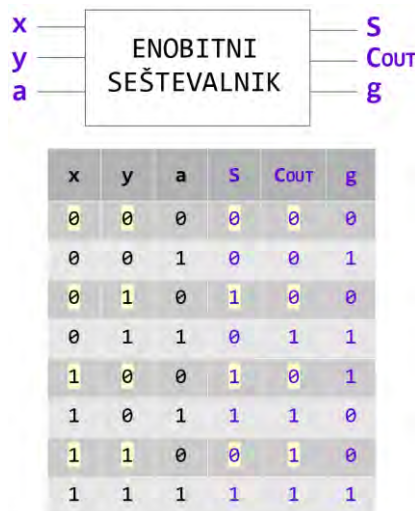 x
y
a
ENOBITNI
SEŠTEVALNIK
S
COUT
g
x y a S COUT g
0 0 0 0 0 0
0 0 1 0 0 1
0 1 0 1 0 0
0 1 1 0 1 1
1 0 0 1 0 1
1 0 1 1 1 0
1 1 0 0 1 0
1 1 1 1 1 1